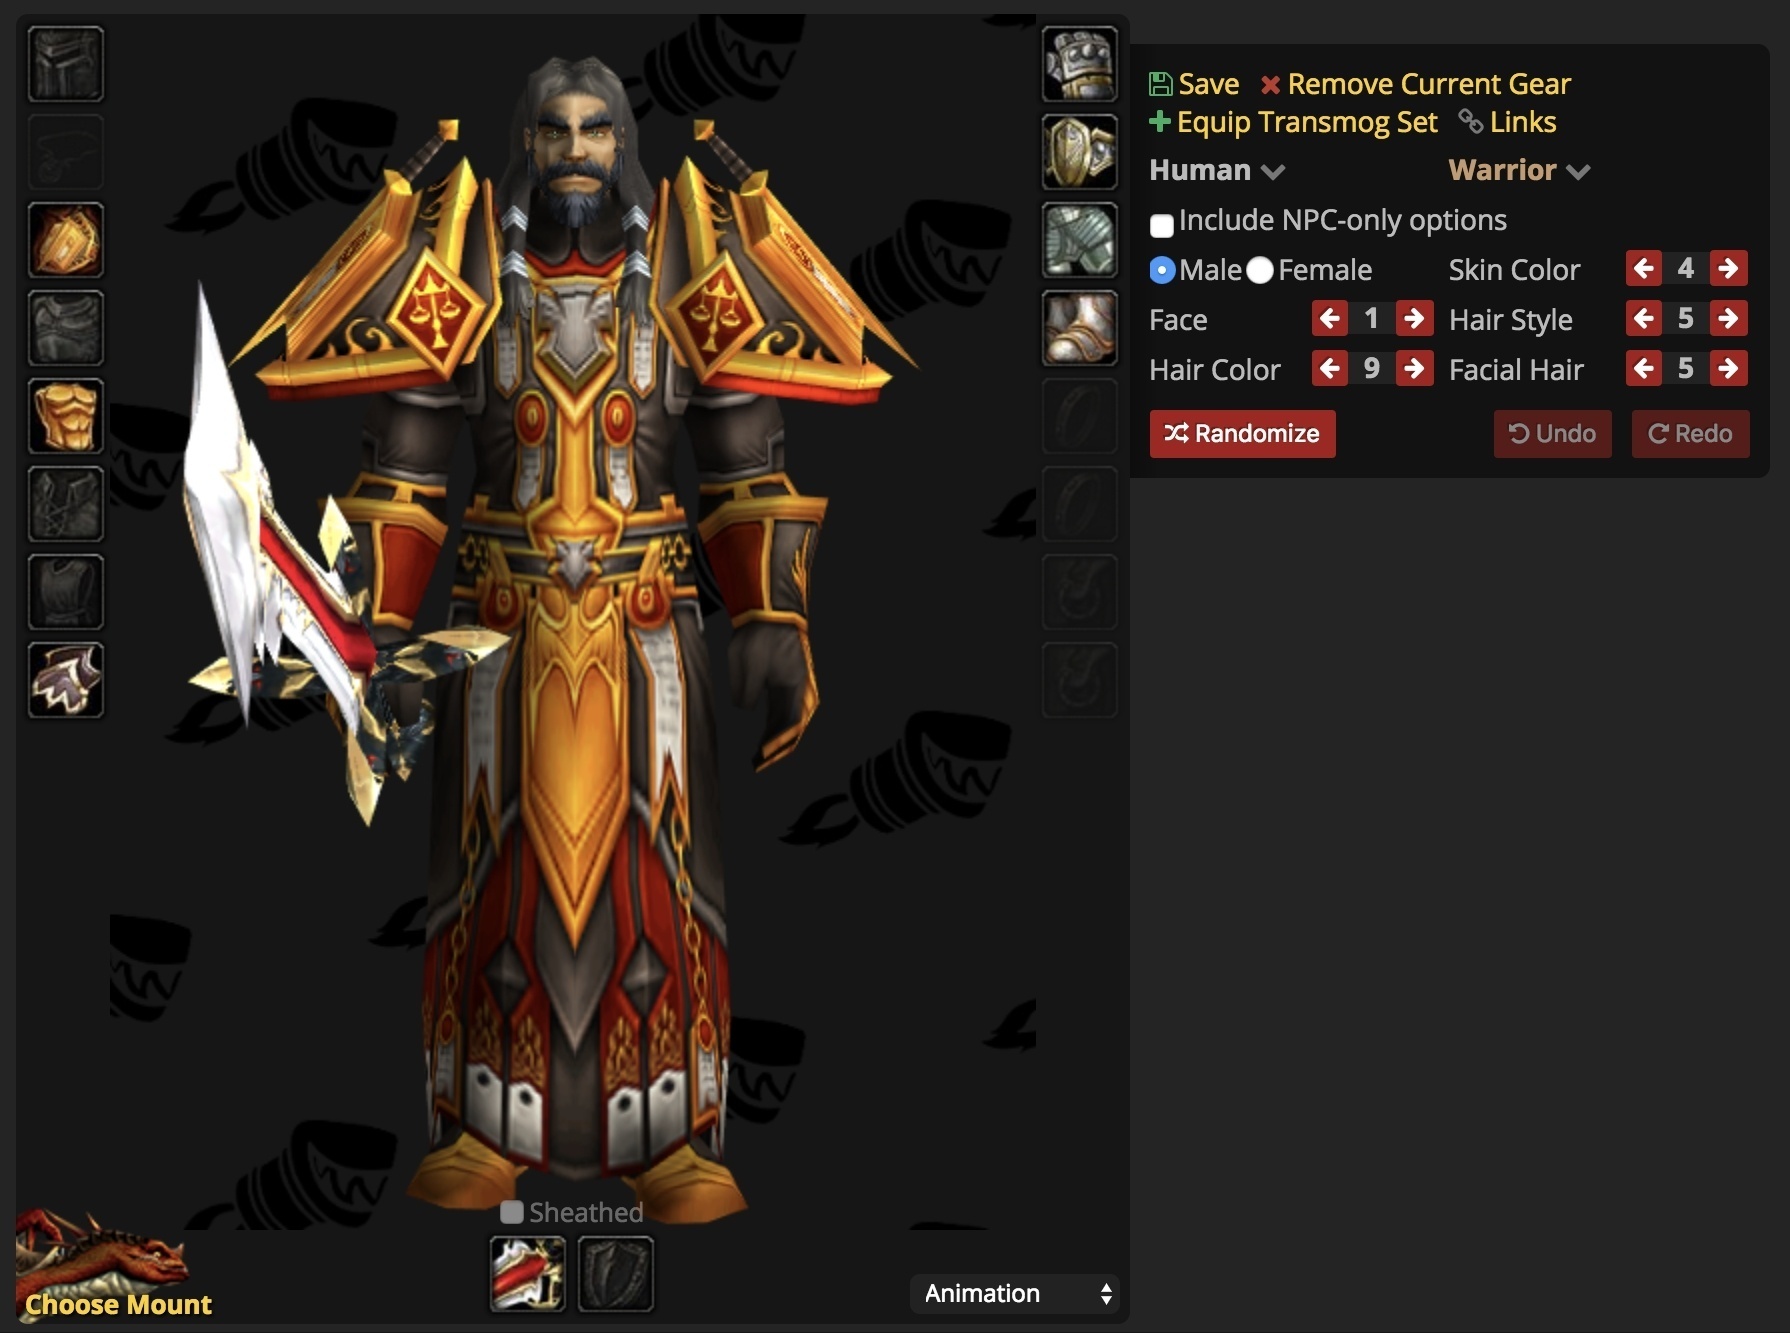 Save Remove Current Gear
Equip Transmog Set Links
Human Warrior
Include NPC-only options
Male Female Skin Color 4
Face 1 Hair Style 5
Hair Color 9 Facial Hair 5
Randomize Undo Redo
Sheathed
Choose Mount
Animation